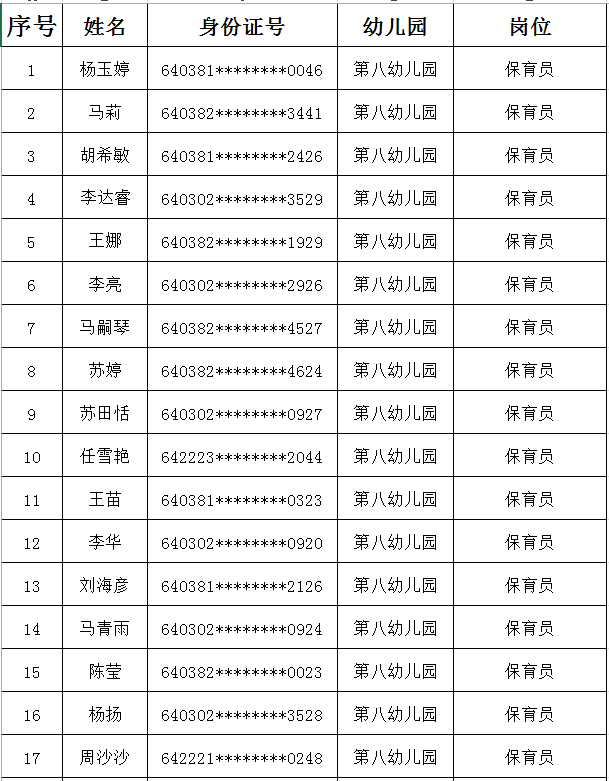 序号 姓名 身份证号 幼儿园 岗位
1 杨玉婷 640381********0046 第八幼儿园 保育员
2 马莉 640382********3441 第八幼儿园 保育员
3 胡希敏 640381********2426 第八幼儿园 保育员
4 李达睿 640302********3529 第八幼儿园 保育员
5 王娜 640382********1929 第八幼儿园 保育员
6 李亮 640302********2926 第八幼儿园 保育员
7 马嗣琴 640382********4527 第八幼儿园 保育员
8 苏婷 640382********4624 第八幼儿园 保育员
9 苏田恬 640302********0927 第八幼儿园 保育员
10 任雪艳 642223********2044 第八幼儿园 保育员
11 王苗 640381********0323 第八幼儿园 保育员
12 李华 640302********0920 第八幼儿园 保育员
13 刘海彦 640381********2126 第八幼儿园 保育员
14 马青雨 640302********0924 第八幼儿园 保育员
15 陈莹 640382********0023 第八幼儿园 保育员
16 杨扬 640302********3528 第八幼儿园 保育员
17 周沙沙 642221********0248 第八幼儿园 保育员